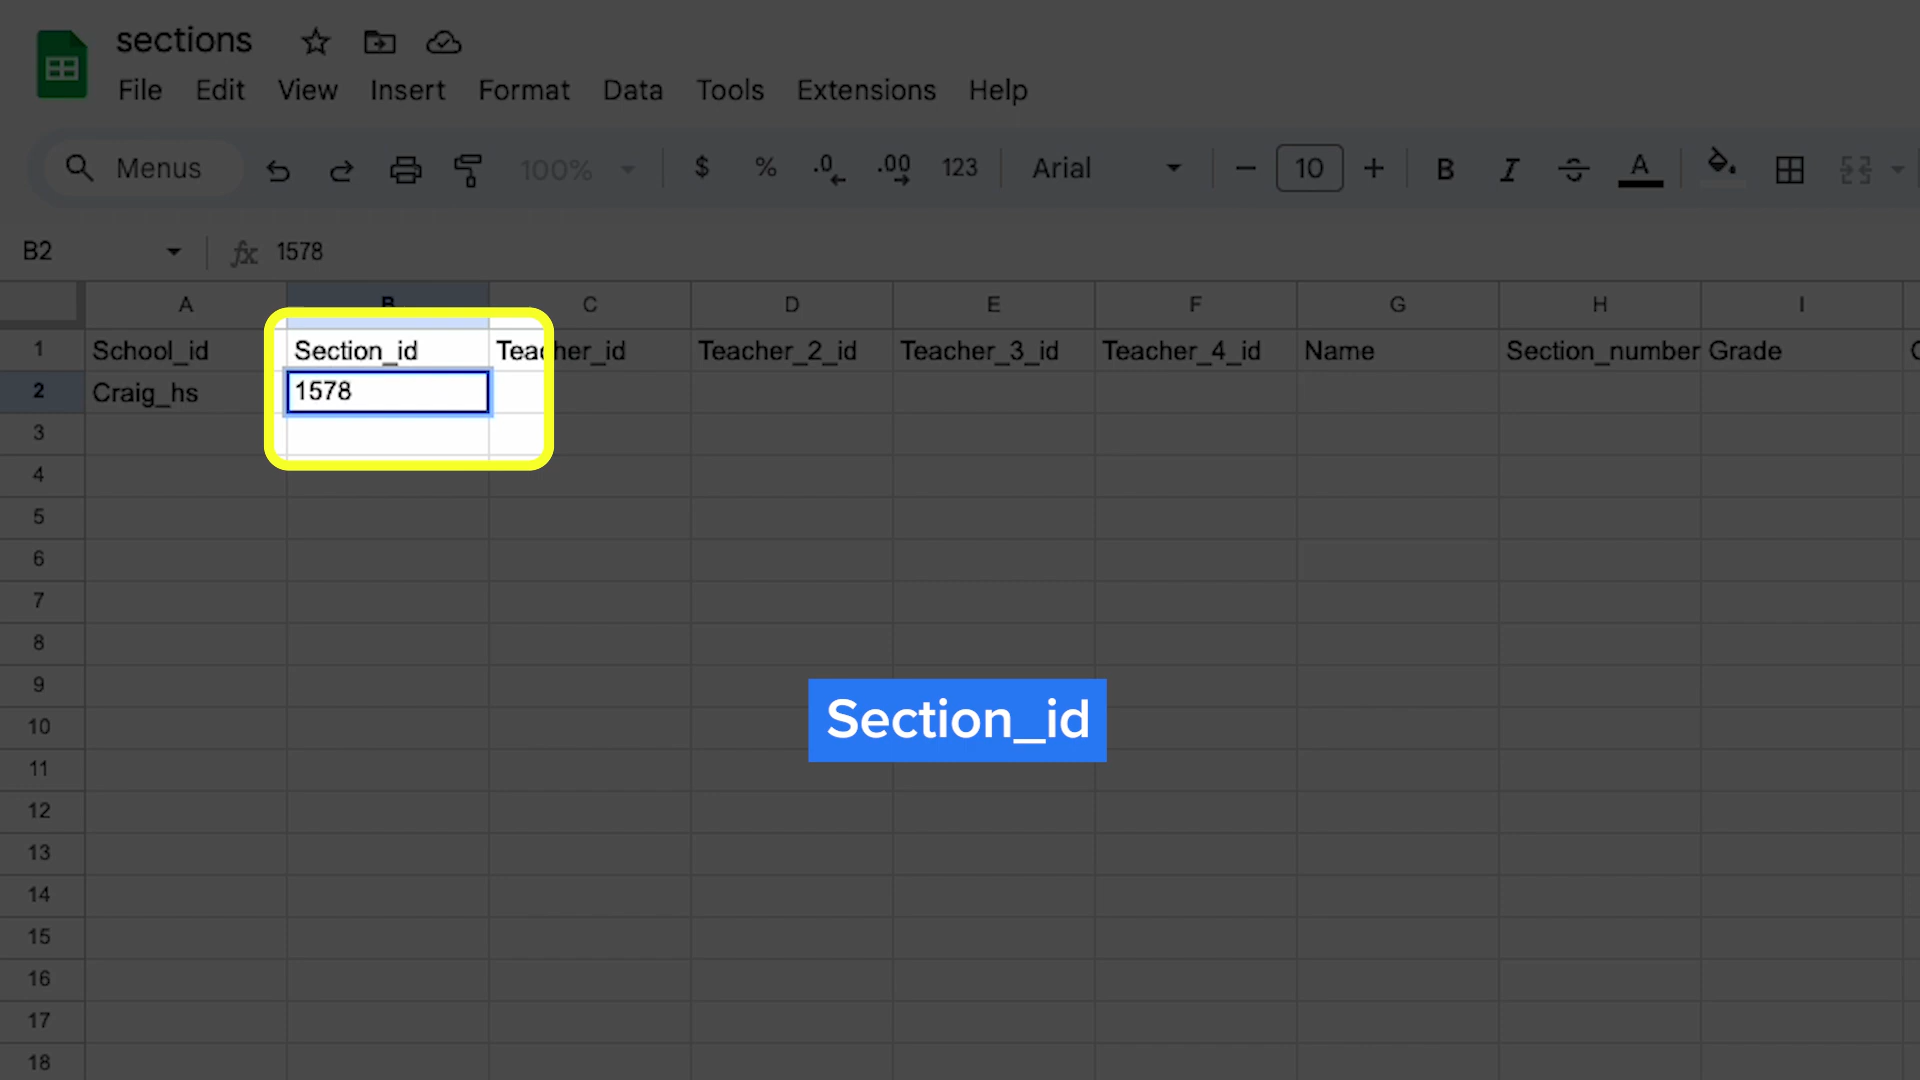 sections
File Edit View Insert Format Data Tools Extensions Help
Menus 100% $ % .0 .00 123 Arial 10 B I A
B2 fx 1578
A B C D E F G H I
1 School_id Section_id Teacher_id Teacher_2_id Teacher_3_id Teacher_4_id Name Section_number Grade
2 Craig_hs 1578
3
4
5
6
7
8
9
Section_id
10
11
12
13
14
15
16
17
18